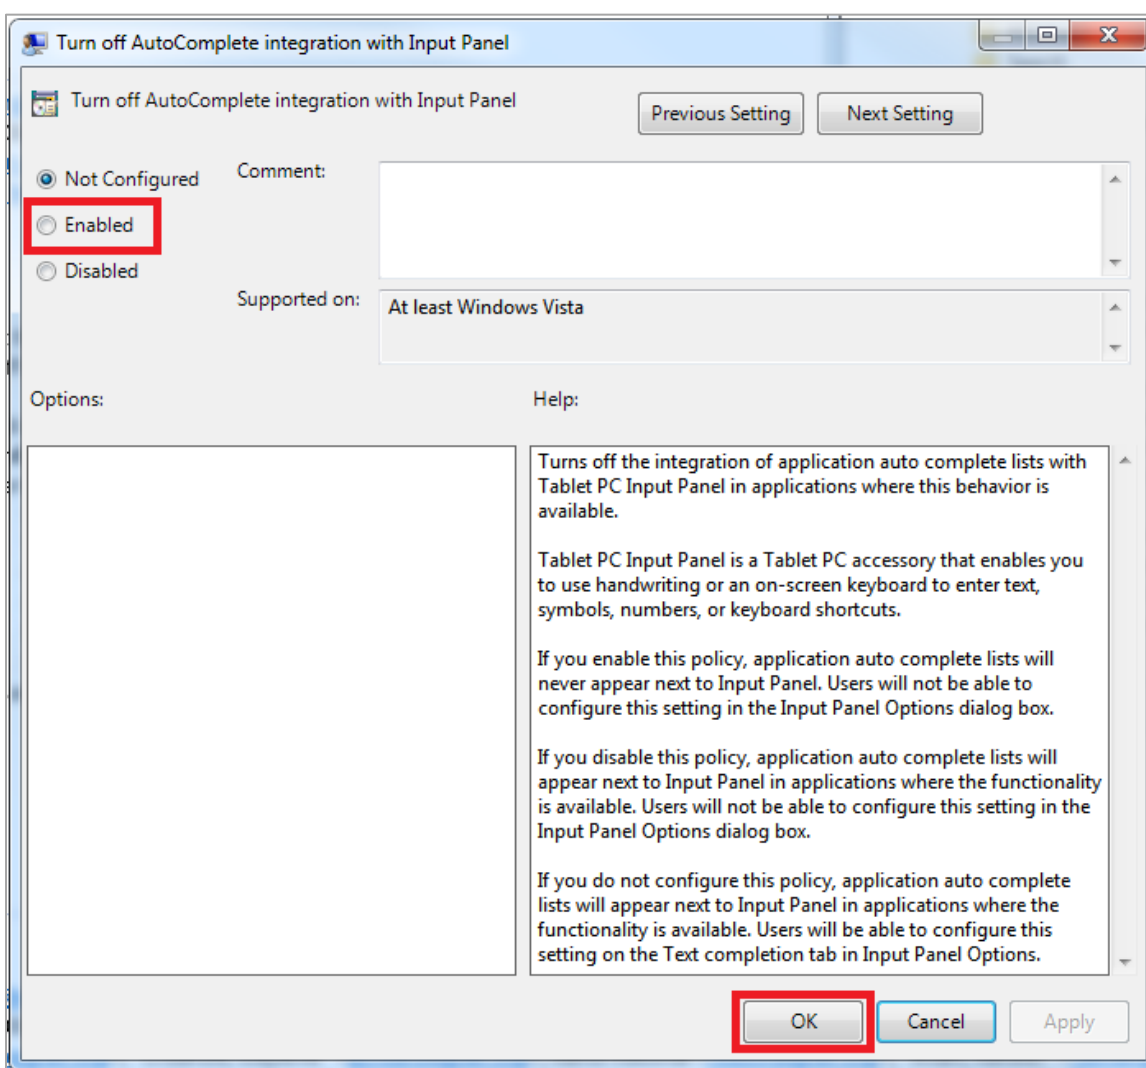 Turn off AutoComplete integration with Input Panel
Turn off AutoComplete integration with Input Panel
Previous Setting
Next Setting
Not Configured
Comment:
Enabled
Disabled
Supported on:
At least Windows Vista
Options:
Help:
Turns off the integration of application auto complete lists with
Tablet PC Input Panel in applications where this behavior is
available.
Tablet PC Input Panel is a Tablet PC accessory that enables you
to use handwriting or an on-screen keyboard to enter text,
symbols, numbers, or keyboard shortcuts.
If you enable this policy, application auto complete lists will
never appear next to Input Panel. Users will not be able to
configure this setting in the Input Panel Options dialog box.
If you disable this policy, application auto complete lists will
appear next to Input Panel in applications where the functionality
is available. Users will not be able to configure this setting in the
Input Panel Options dialog box.
If you do not configure this policy, application auto complete
lists will appear next to Input Panel in applications where the
functionality is available. Users will be able to configure this
setting on the Text completion tab in Input Panel Options.
OK
Cancel
Apply